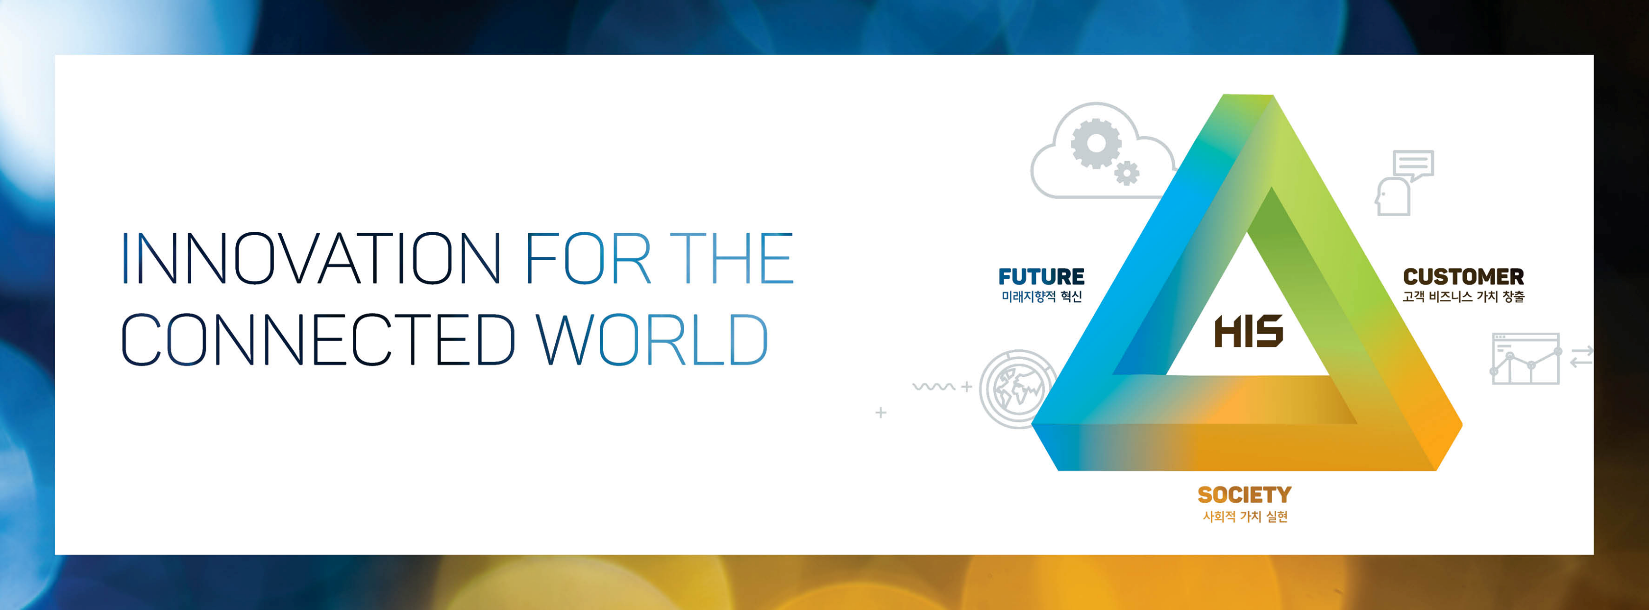 INNOVATION FOR THE
CONNECTED WORLD
FUTURE
미래지향적 혁신
CUSTOMER
고객 비즈니스 가치 창출
HIS
SOCIETY
사회적 가치 실현